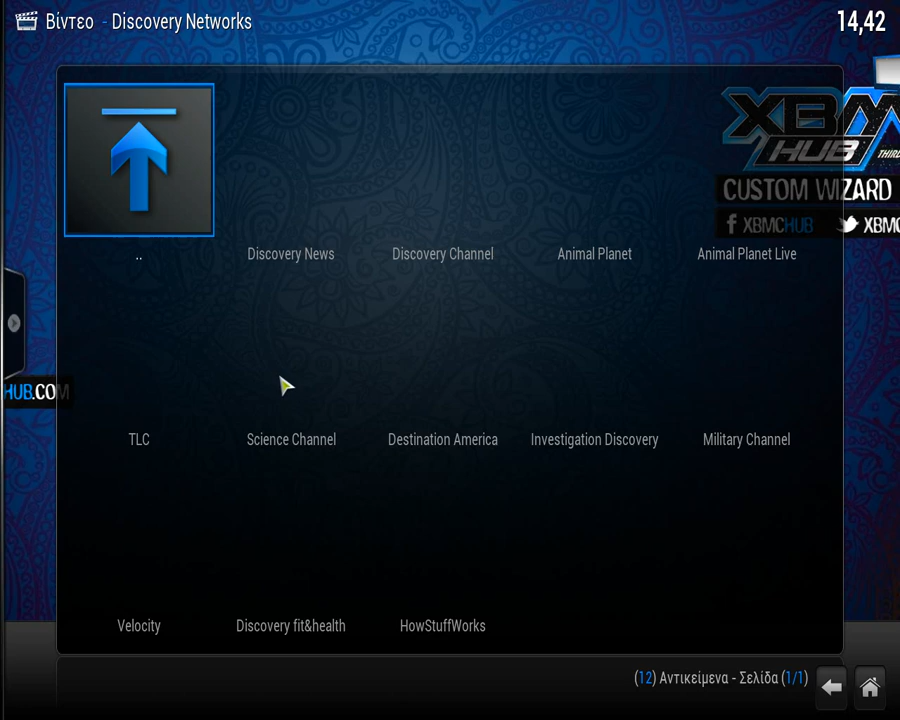 Βίντεο - Discovery Networks
14,42
XBM
HUB THIRD
CUSTOM WIZARD
f XBMCHUB XBMC
..
Discovery News
Discovery Channel
Animal Planet
Animal Planet Live
HUB.COM
TLC
Science Channel
Destination America
Investigation Discovery
Military Channel
Velocity
Discovery fit&health
HowStuffWorks
(12) Αντικείμενα - Σελίδα (1/1)